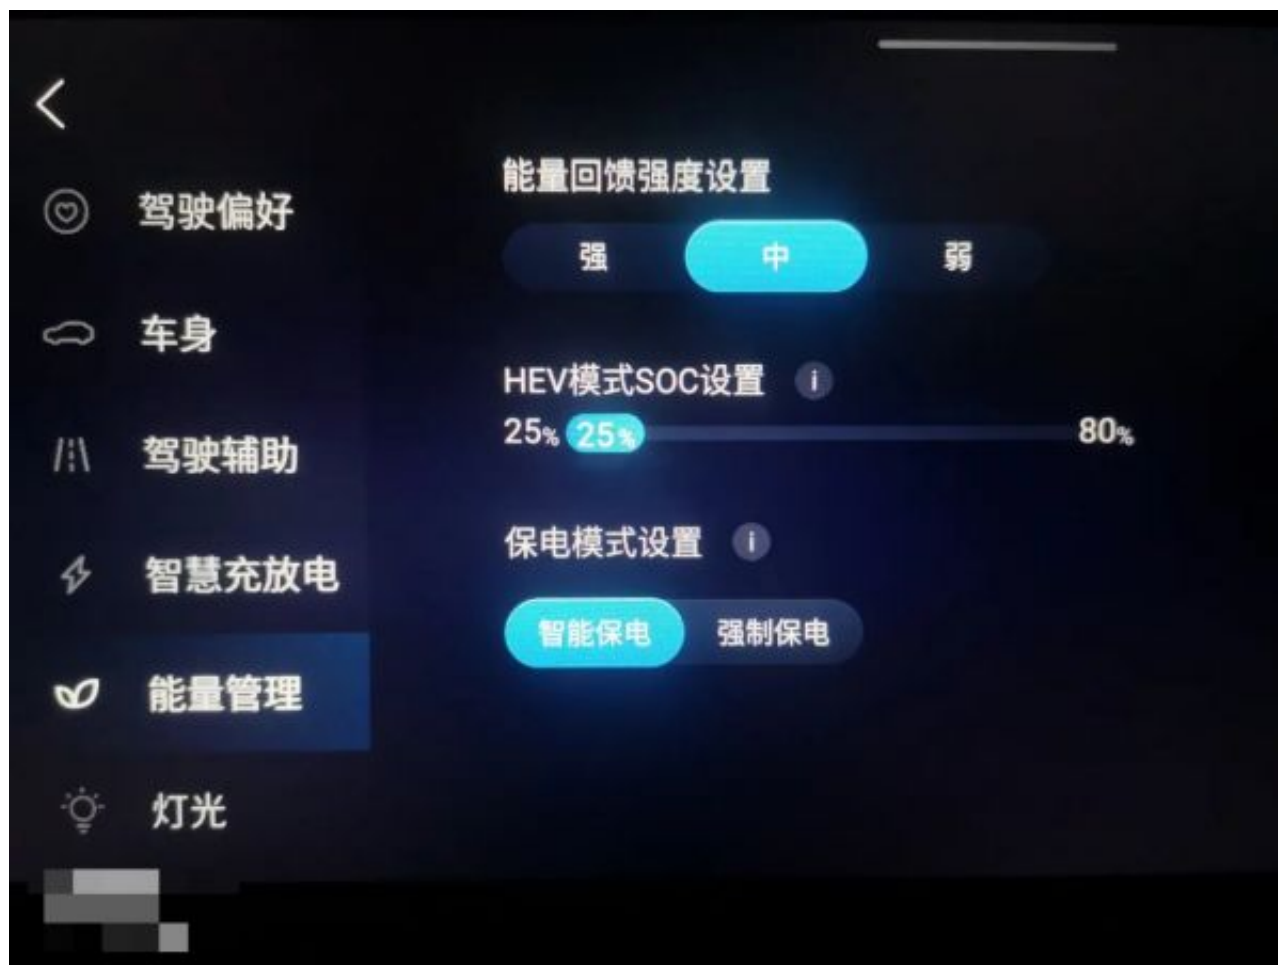 驾驶偏好
车身
驾驶辅助
智慧充放电
能量管理
灯光
能量回馈强度设置
强 中 弱
HEV模式SOC设置 i
25% 25% 80%
保电模式设置 i
智能保电 强制保电